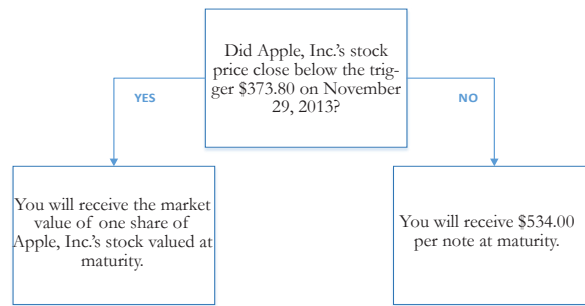 Did Apple, Inc.'s stock
price close below the trig-
ger $373.80 on November
29, 2013?
YES
NO
You will receive the market
value of one share of
Apple, Inc.'s stock valued at
maturity.
You will receive $534.00
per note at maturity.